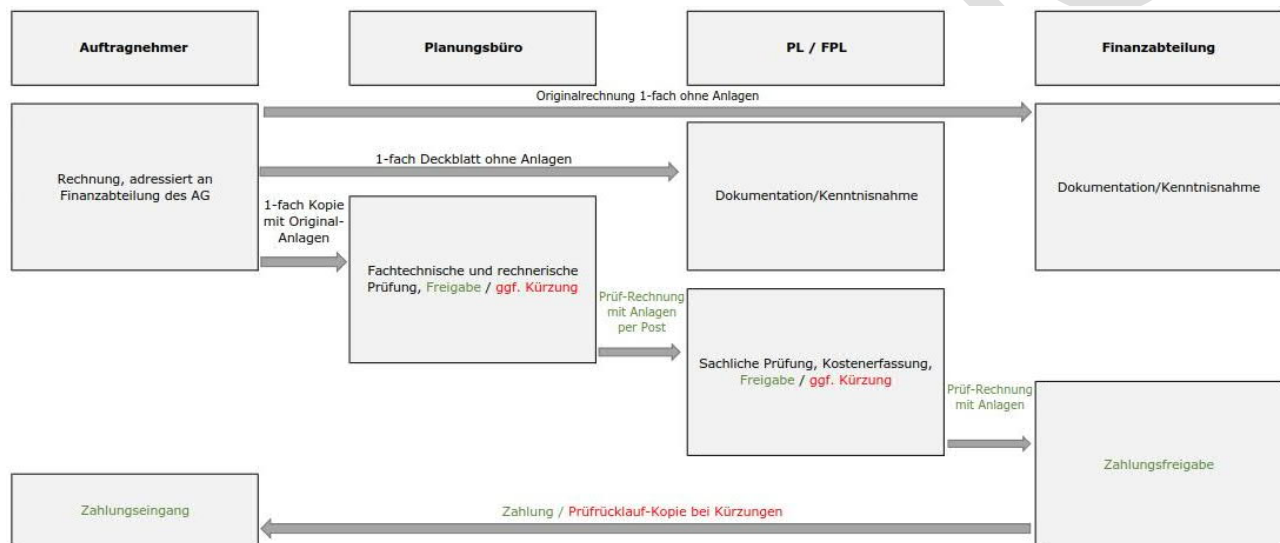 Auftragnehmer
Planungsbüro
PL / FPL
Finanzabteilung
Originalrechnung 1-fach ohne Anlagen
1-fach Deckblatt ohne Anlagen
Rechnung, adressiert an
Finanzabteilung des AG
Dokumentation/Kenntnisnahme
Dokumentation/Kenntnisnahme
1-fach Kopie
mit Original-
Anlagen
Fachtechnische und rechnerische
Prüfung, Freigabe / ggf. Kürzung
Prüf-Rechnung
mit Anlagen
per Post
Sachliche Prüfung, Kostenerfassung,
Freigabe / ggf. Kürzung
Prüf-Rechnung
mit Anlagen
Zahlungsfreigabe
Zahlungseingang
Zahlung / Prüfrücklauf-Kopie bei Kürzungen